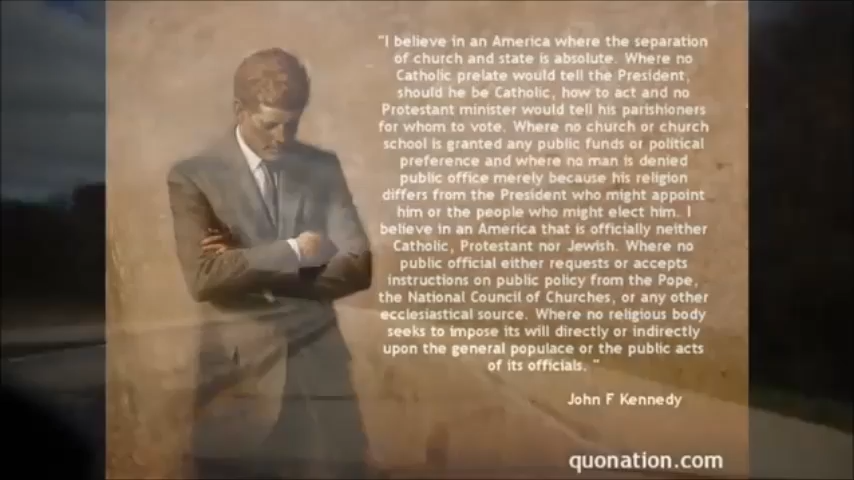 "I believe in an America where the separation
of church and state is absolute. Where no
Catholic prelate would tell the President,
should he be Catholic, how to act and no
Protestant minister would tell his parishioners
for whom to vote. Where no church or church
school is granted any public funds or political
preference and where no man is denied
public office merely because his religion
differs from the President who might appoint
him or the people who might elect him. I
believe in an America that is officially neither
Catholic, Protestant nor Jewish. Where no
public official either requests or accepts
instructions on public policy from the Pope,
the National Council of Churches, or any other
ecclesiastical source. Where no religious body
seeks to impose its will directly or indirectly
upon the general populace or the public acts
of its officials. "
John F Kennedy
quonation.com